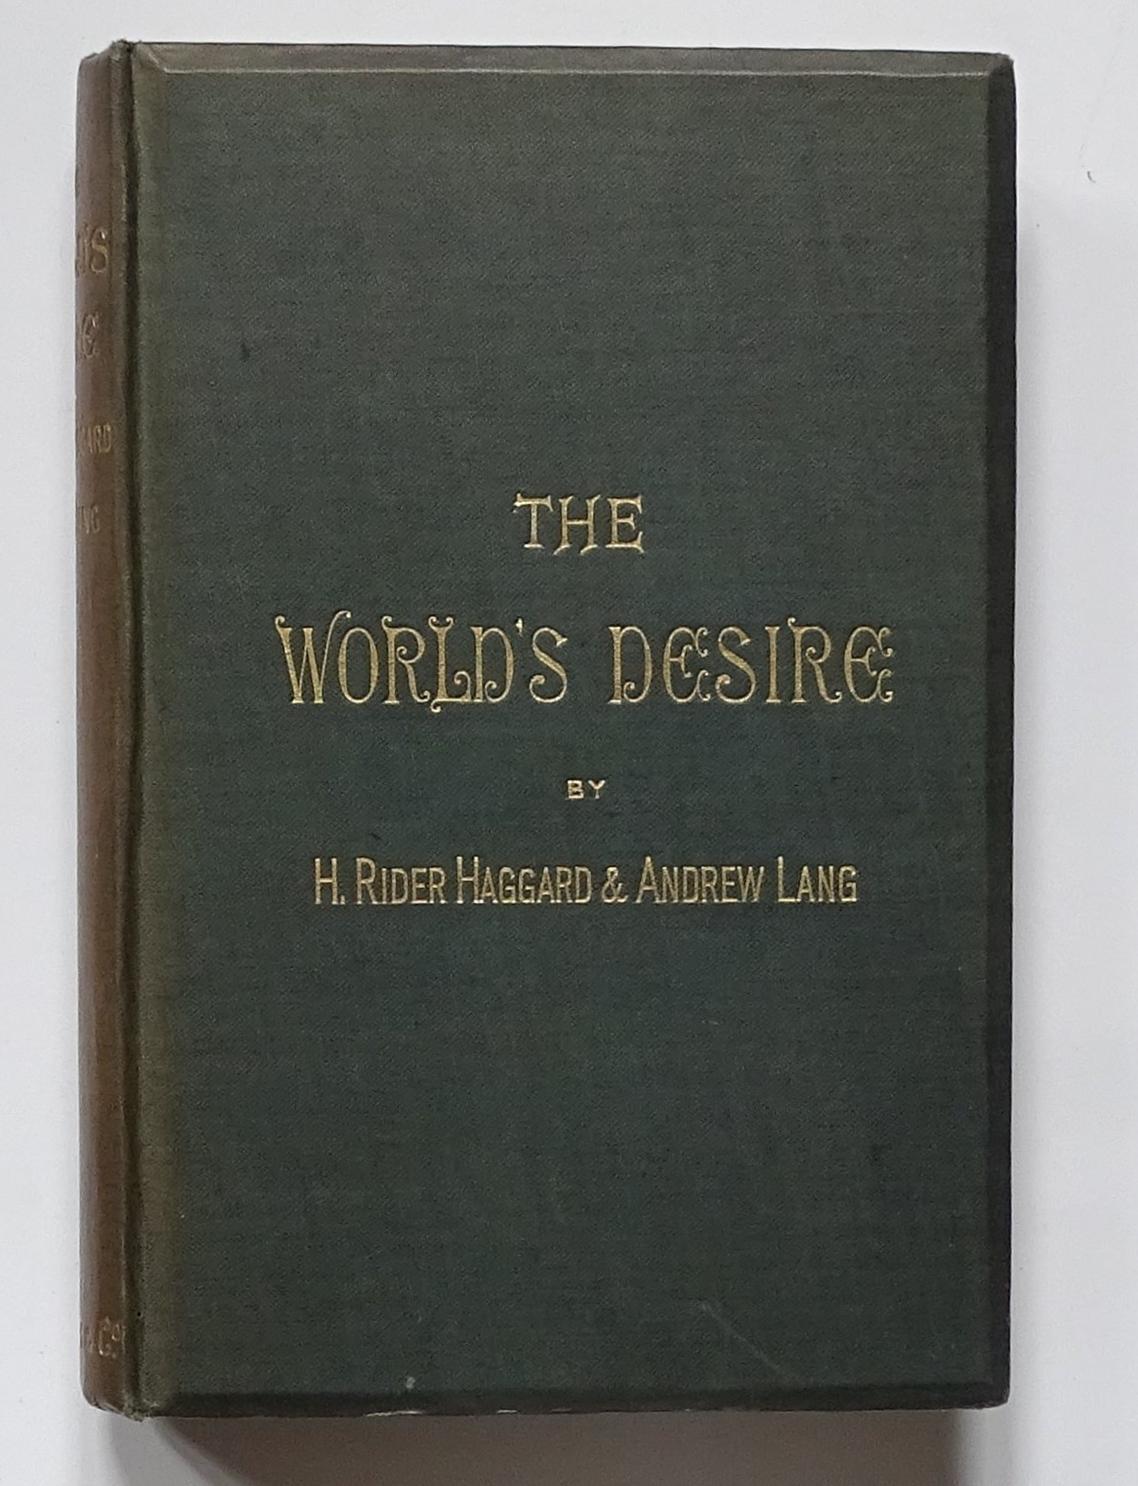 THE
WORLD'S DESIRE
BY
H. RIDER HAGGARD & ANDREW LANG